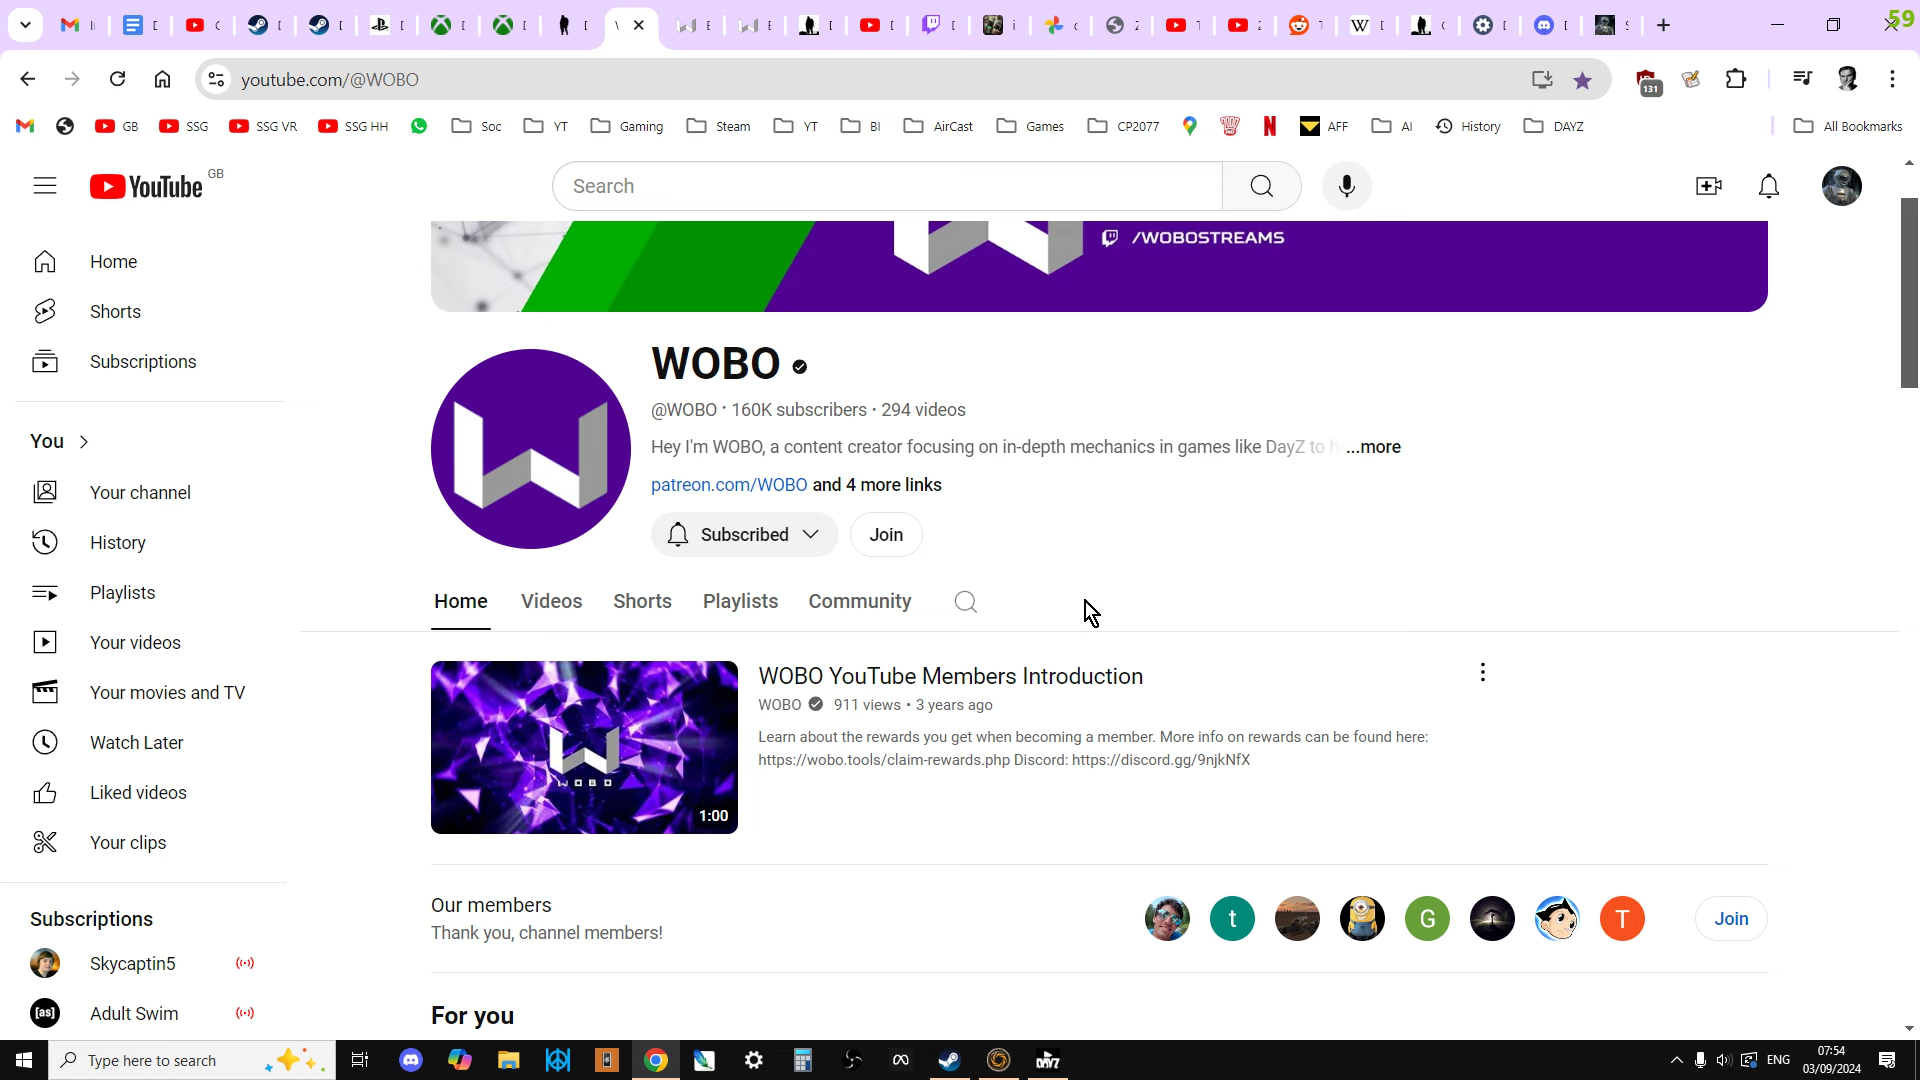 59
youtube.com/@WOBO
131
GB
SSG
SSG VR
SSG HH
Soc
YT
Gaming
Steam
YT
BI
AirCast
Games
CP2077
AFF
AI
History
DAYZ
All Bookmarks
YouTube GB
Search
/WOBOSTREAMS
Home
Shorts
Subscriptions
You
Your channel
History
Playlists
Your videos
Your movies and TV
Watch Later
Liked videos
Your clips
Subscriptions
Skycaptin5
[as] Adult Swim
WOBO
@WOBO · 160K subscribers · 294 videos
Hey I'm WOBO, a content creator focusing on in-depth mechanics in games like DayZ to h ...more
patreon.com/WOBO and 4 more links
Subscribed
Join
Home
Videos
Shorts
Playlists
Community
WOBO
1:00
WOBO YouTube Members Introduction
WOBO 911 views • 3 years ago
Learn about the rewards you get when becoming a member. More info on rewards can be found here:
https://wobo.tools/claim-rewards.php Discord: https://discord.gg/9njkNfX
Our members
Thank you, channel members!
t
G
T
Join
For you
Type here to search
DAYZ
ENG
07:54
03/09/2024